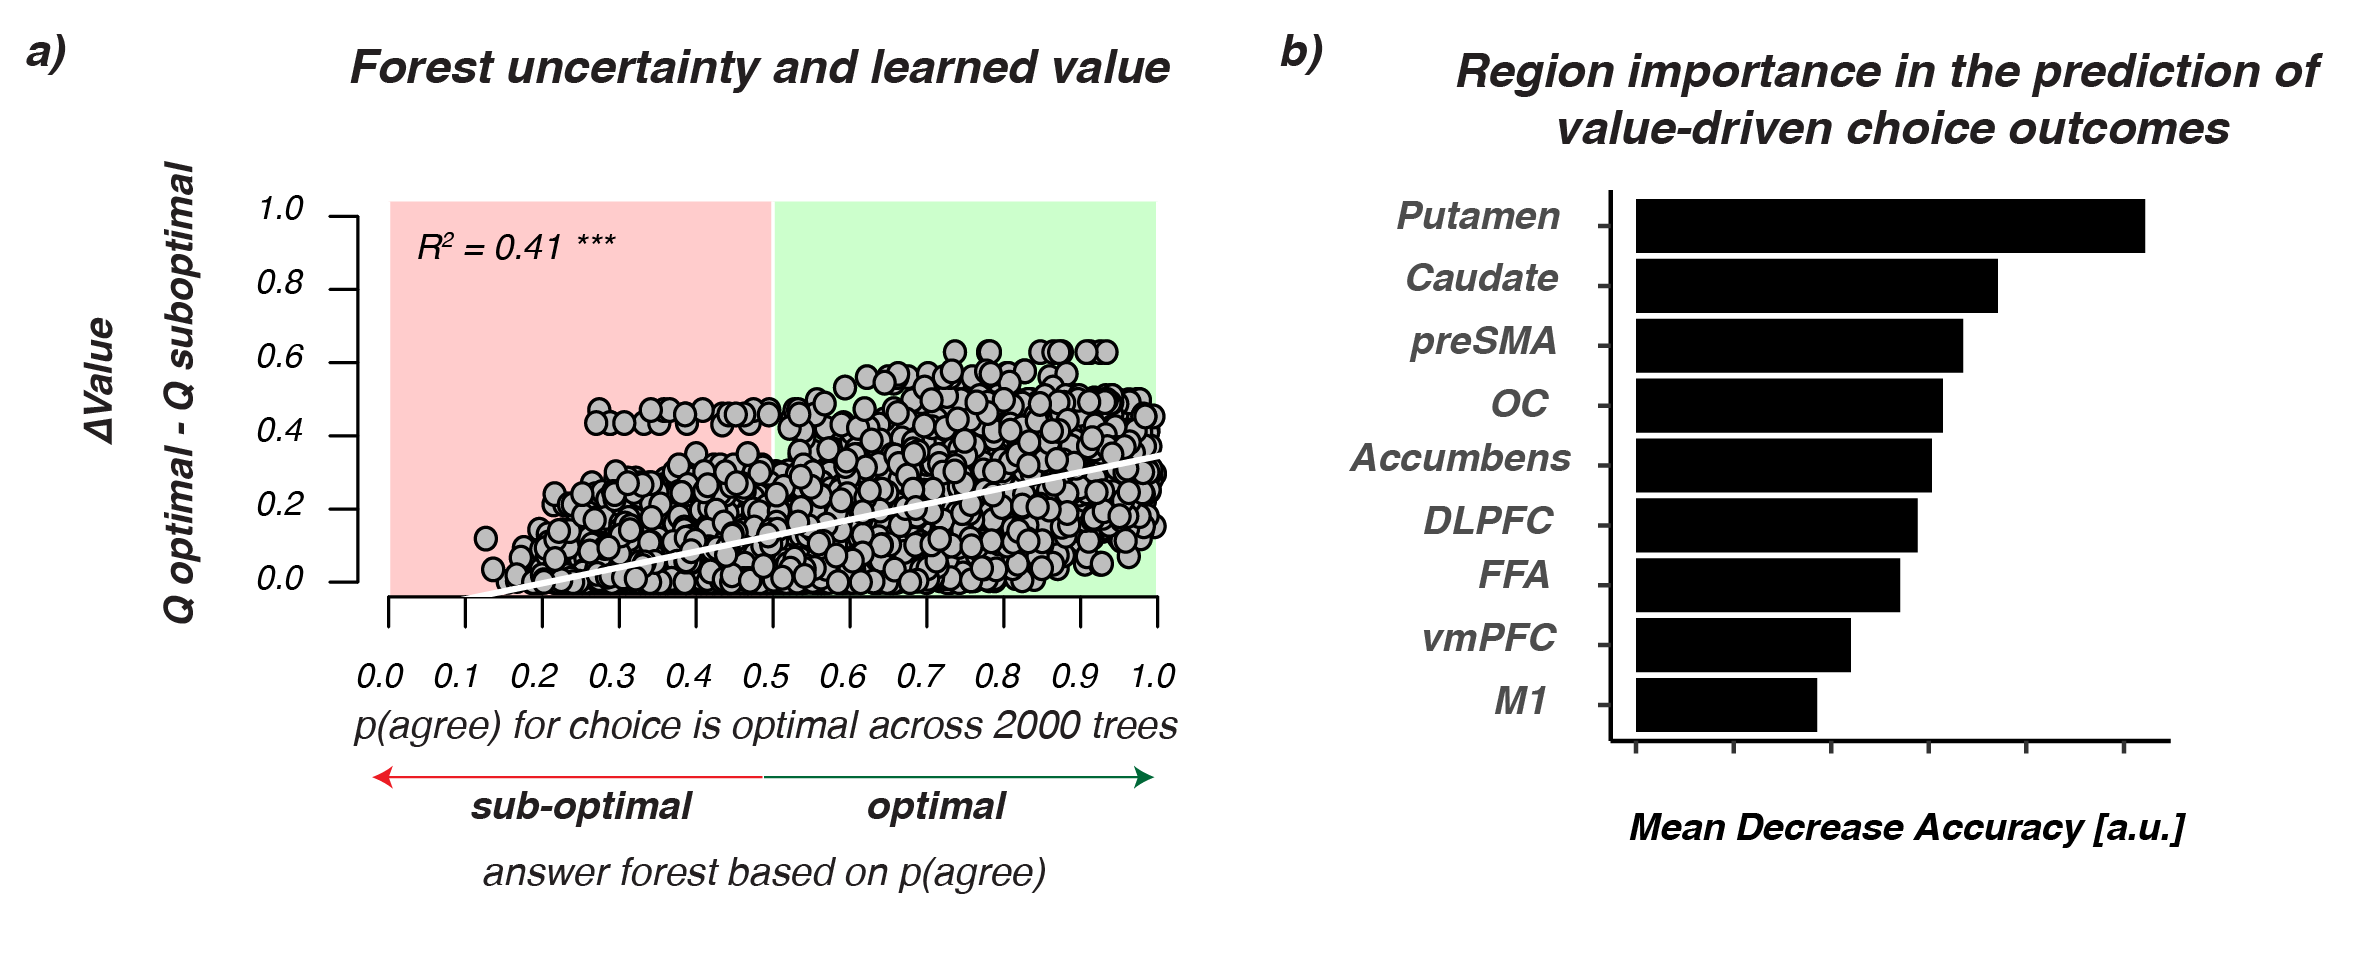 a)
Forest uncertainty and learned value
ΔValue
Q optimal - Q suboptimal
1.0
0.8
0.6
0.4
0.2
0.0
R² = 0.41 ***
0.0 0.1 0.2 0.3 0.4 0.5 0.6 0.7 0.8 0.9 1.0
p(agree) for choice is optimal across 2000 trees
sub-optimal optimal
answer forest based on p(agree)
b)
Region importance in the prediction of
value-driven choice outcomes
Putamen
Caudate
preSMA
OC
Accumbens
DLPFC
FFA
vmPFC
M1
Mean Decrease Accuracy [a.u.]